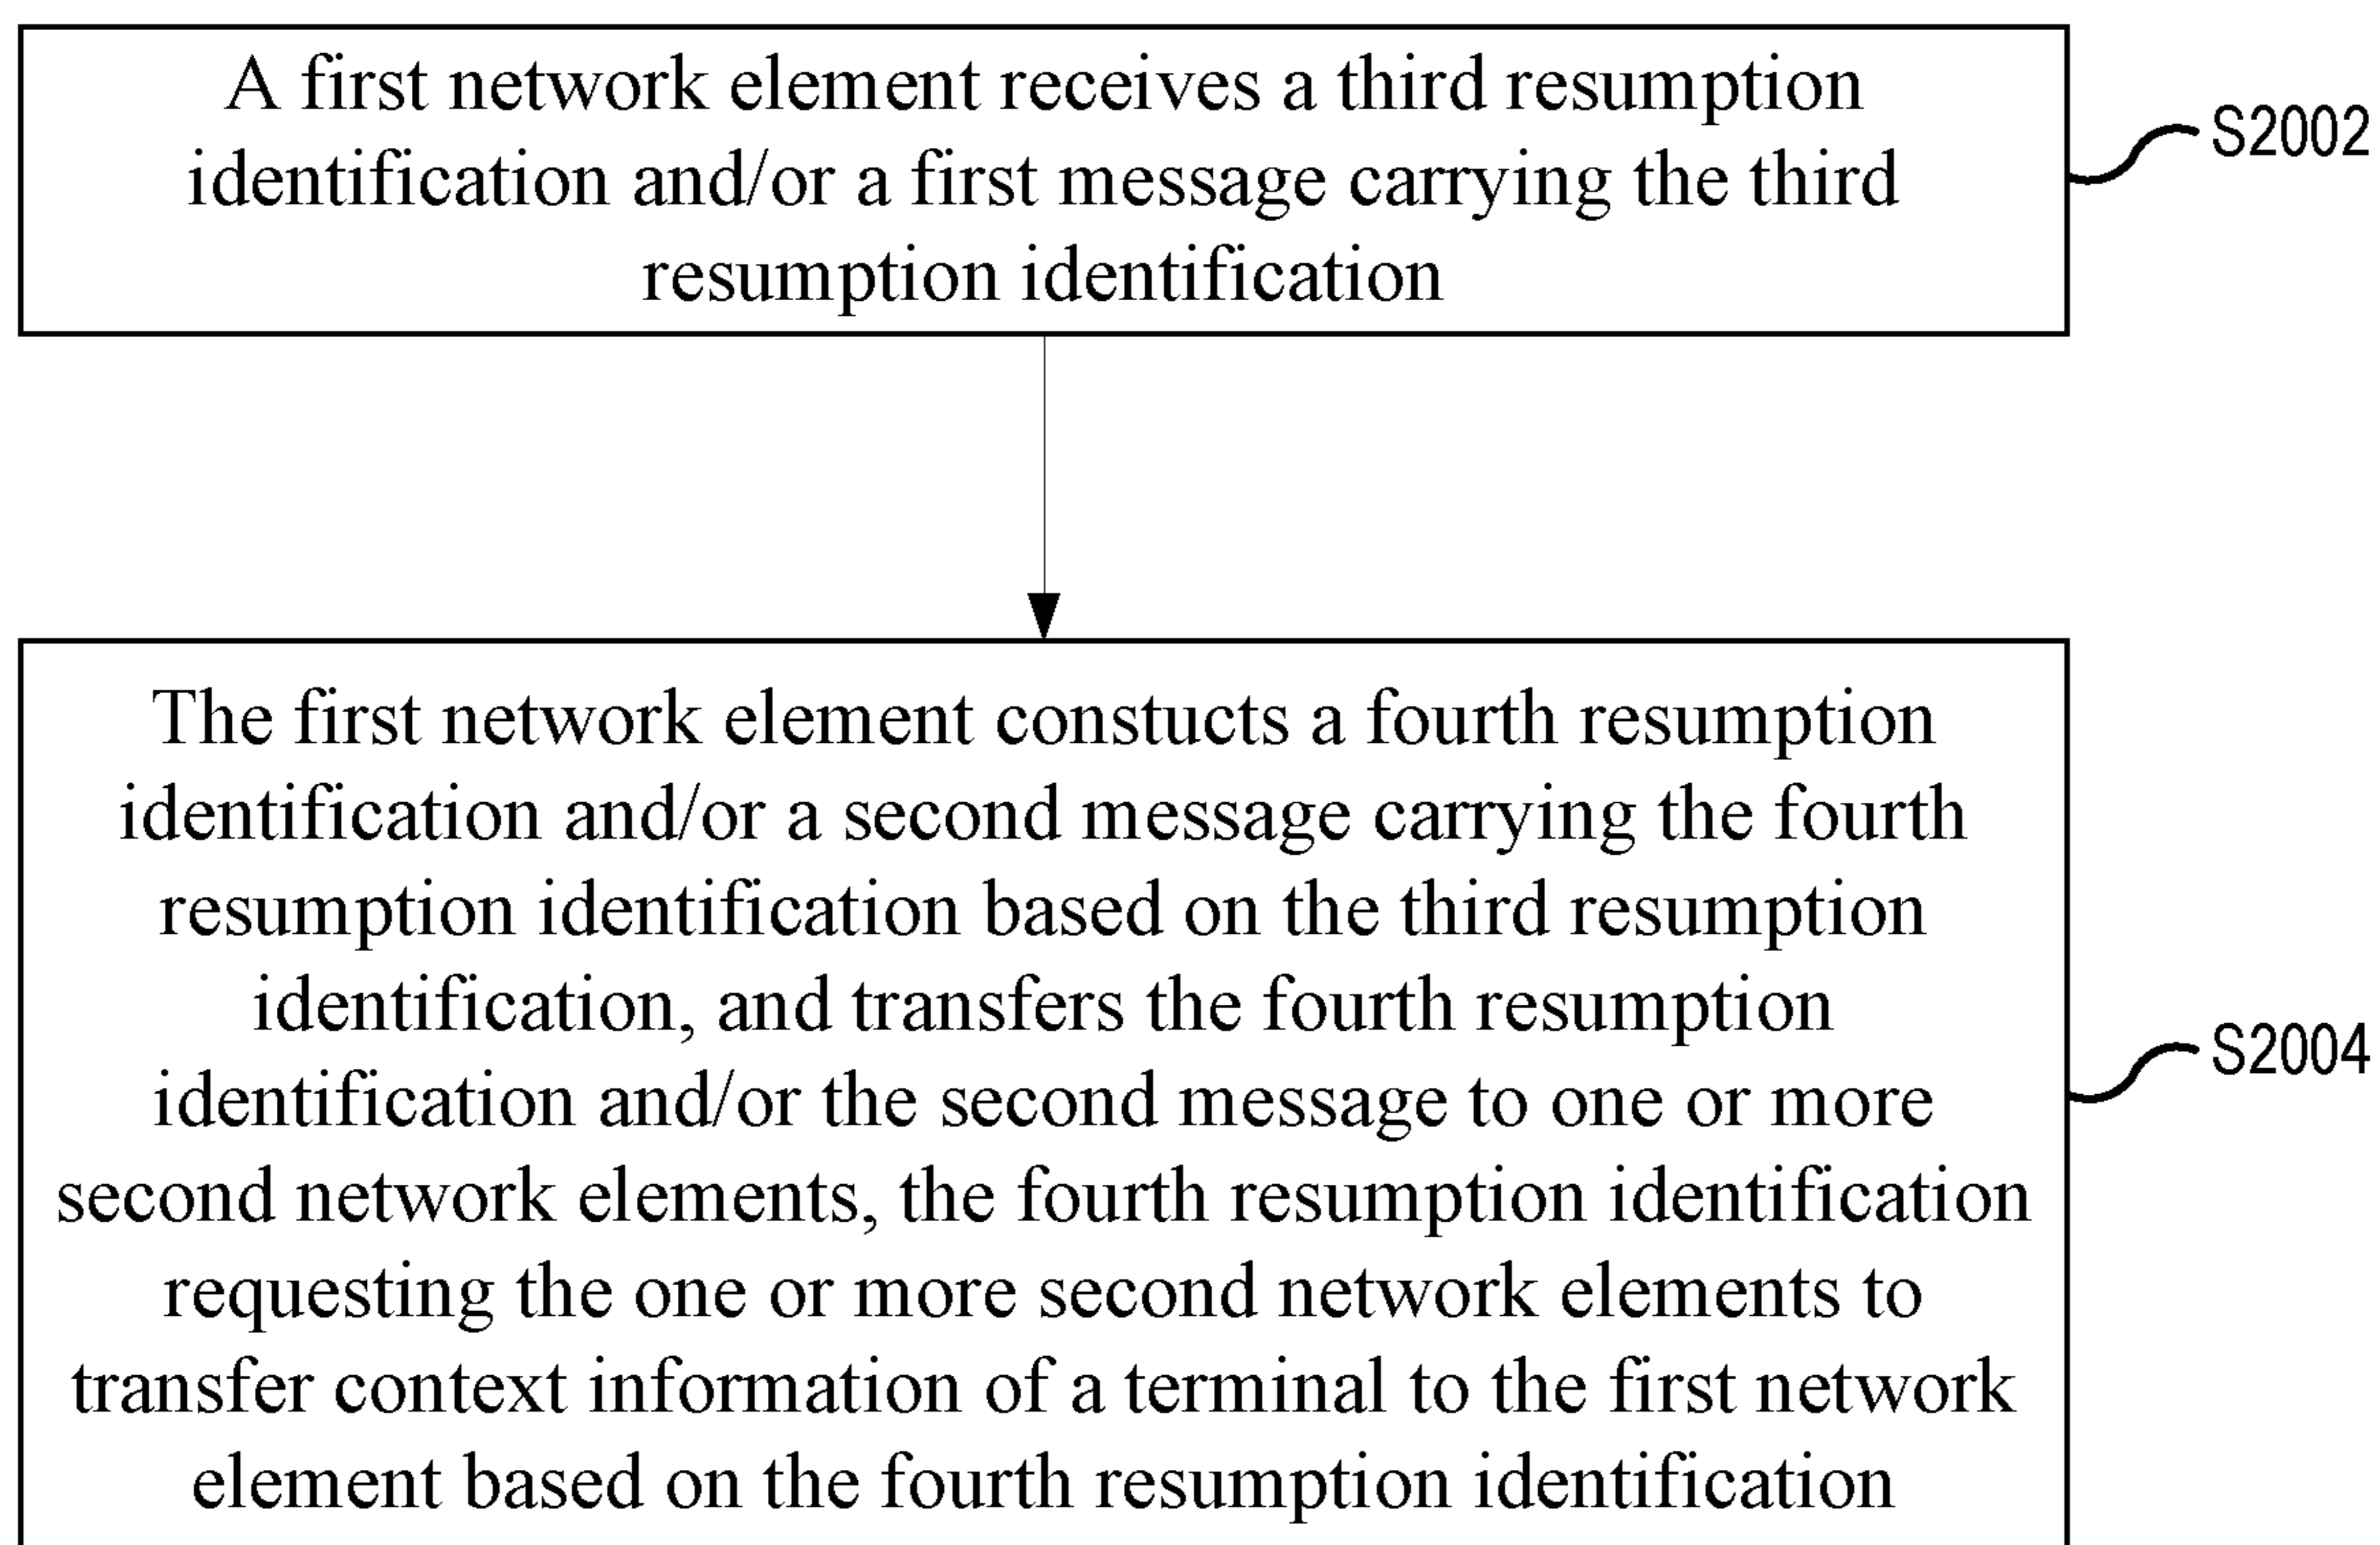 A first network element receives a third resumption
identification and/or a first message carrying the third
resumption identification
S2002
The first network element constucts a fourth resumption
identification and/or a second message carrying the fourth
resumption identification based on the third resumption
identification, and transfers the fourth resumption
identification and/or the second message to one or more
second network elements, the fourth resumption identification
requesting the one or more second network elements to
transfer context information of a terminal to the first network
element based on the fourth resumption identification
S2004